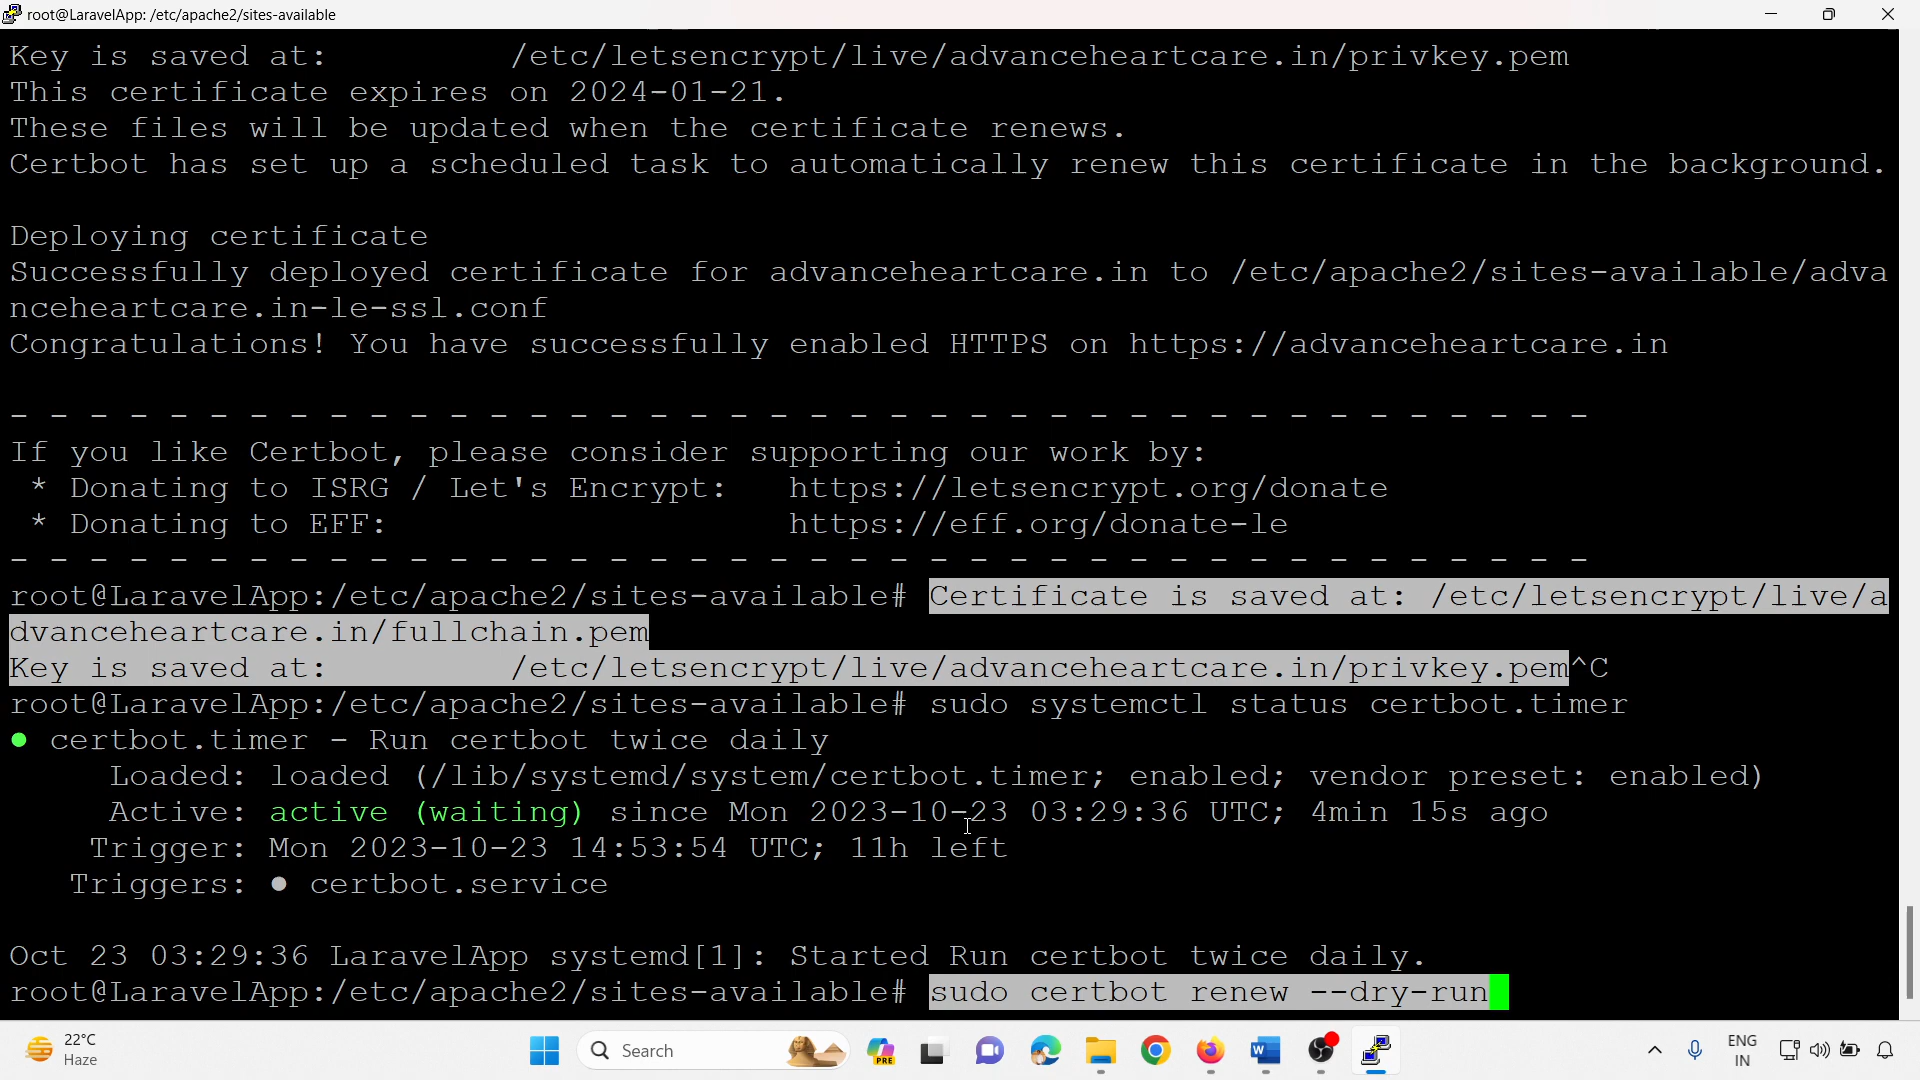 root@LaravelApp: /etc/apache2/sites-available
Key is saved at:         /etc/letsencrypt/live/advanceheartcare.in/privkey.pem
This certificate expires on 2024-01-21.
These files will be updated when the certificate renews.
Certbot has set up a scheduled task to automatically renew this certificate in the background.
Deploying certificate
Successfully deployed certificate for advanceheartcare.in to /etc/apache2/sites-available/adva
nceheartcare.in-le-ssl.conf
Congratulations! You have successfully enabled HTTPS on https://advanceheartcare.in
- - - - - - - - - - - - - - - - - - - - - - - - - - - - - - - - - - - - - - - -
If you like Certbot, please consider supporting our work by:
 * Donating to ISRG / Let's Encrypt:   https://letsencrypt.org/donate
 * Donating to EFF:                    https://eff.org/donate-le
- - - - - - - - - - - - - - - - - - - - - - - - - - - - - - - - - - - - - - - -
root@LaravelApp:/etc/apache2/sites-available# Certificate is saved at: /etc/letsencrypt/live/a
dvanceheartcare.in/fullchain.pem
Key is saved at:         /etc/letsencrypt/live/advanceheartcare.in/privkey.pem^C
root@LaravelApp:/etc/apache2/sites-available# sudo systemctl status certbot.timer
● certbot.timer - Run certbot twice daily
     Loaded: loaded (/lib/systemd/system/certbot.timer; enabled; vendor preset: enabled)
     Active: active (waiting) since Mon 2023-10-23 03:29:36 UTC; 4min 15s ago
    Trigger: Mon 2023-10-23 14:53:54 UTC; 11h left
   Triggers: ● certbot.service
Oct 23 03:29:36 LaravelApp systemd[1]: Started Run certbot twice daily.
root@LaravelApp:/etc/apache2/sites-available# sudo certbot renew --dry-run
22°C
Haze
Search
PRE
ENG
IN